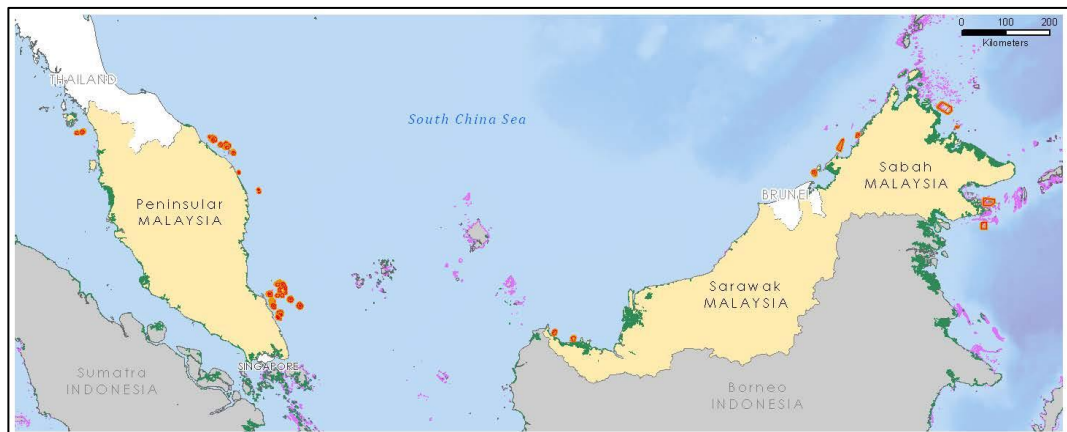 0 100 200
Kilometers
THAILAND
South China Sea
Sabah
MALAYSIA
BRUNEI
Peninsular
MALAYSIA
Sarawak
MALAYSIA
SINGAPORE
Sumatra
INDONESIA
Borneo
INDONESIA